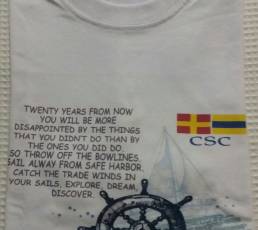 TWENTY YEARS FROM NOW
YOU WILL BE MORE
DISAPPOINTED BY THE THINGS
THAT YOU DIDN'T DO THAN BY
THE ONES YOU DID DO.
SO THROW OFF THE BOWLINES.
SAIL ALWAY FROM SAFE HARBOR.
CATCH THE TRADE WINDS IN
YOUR SAILS, EXPLORE, DREAM,
DISCOVER.
CSC